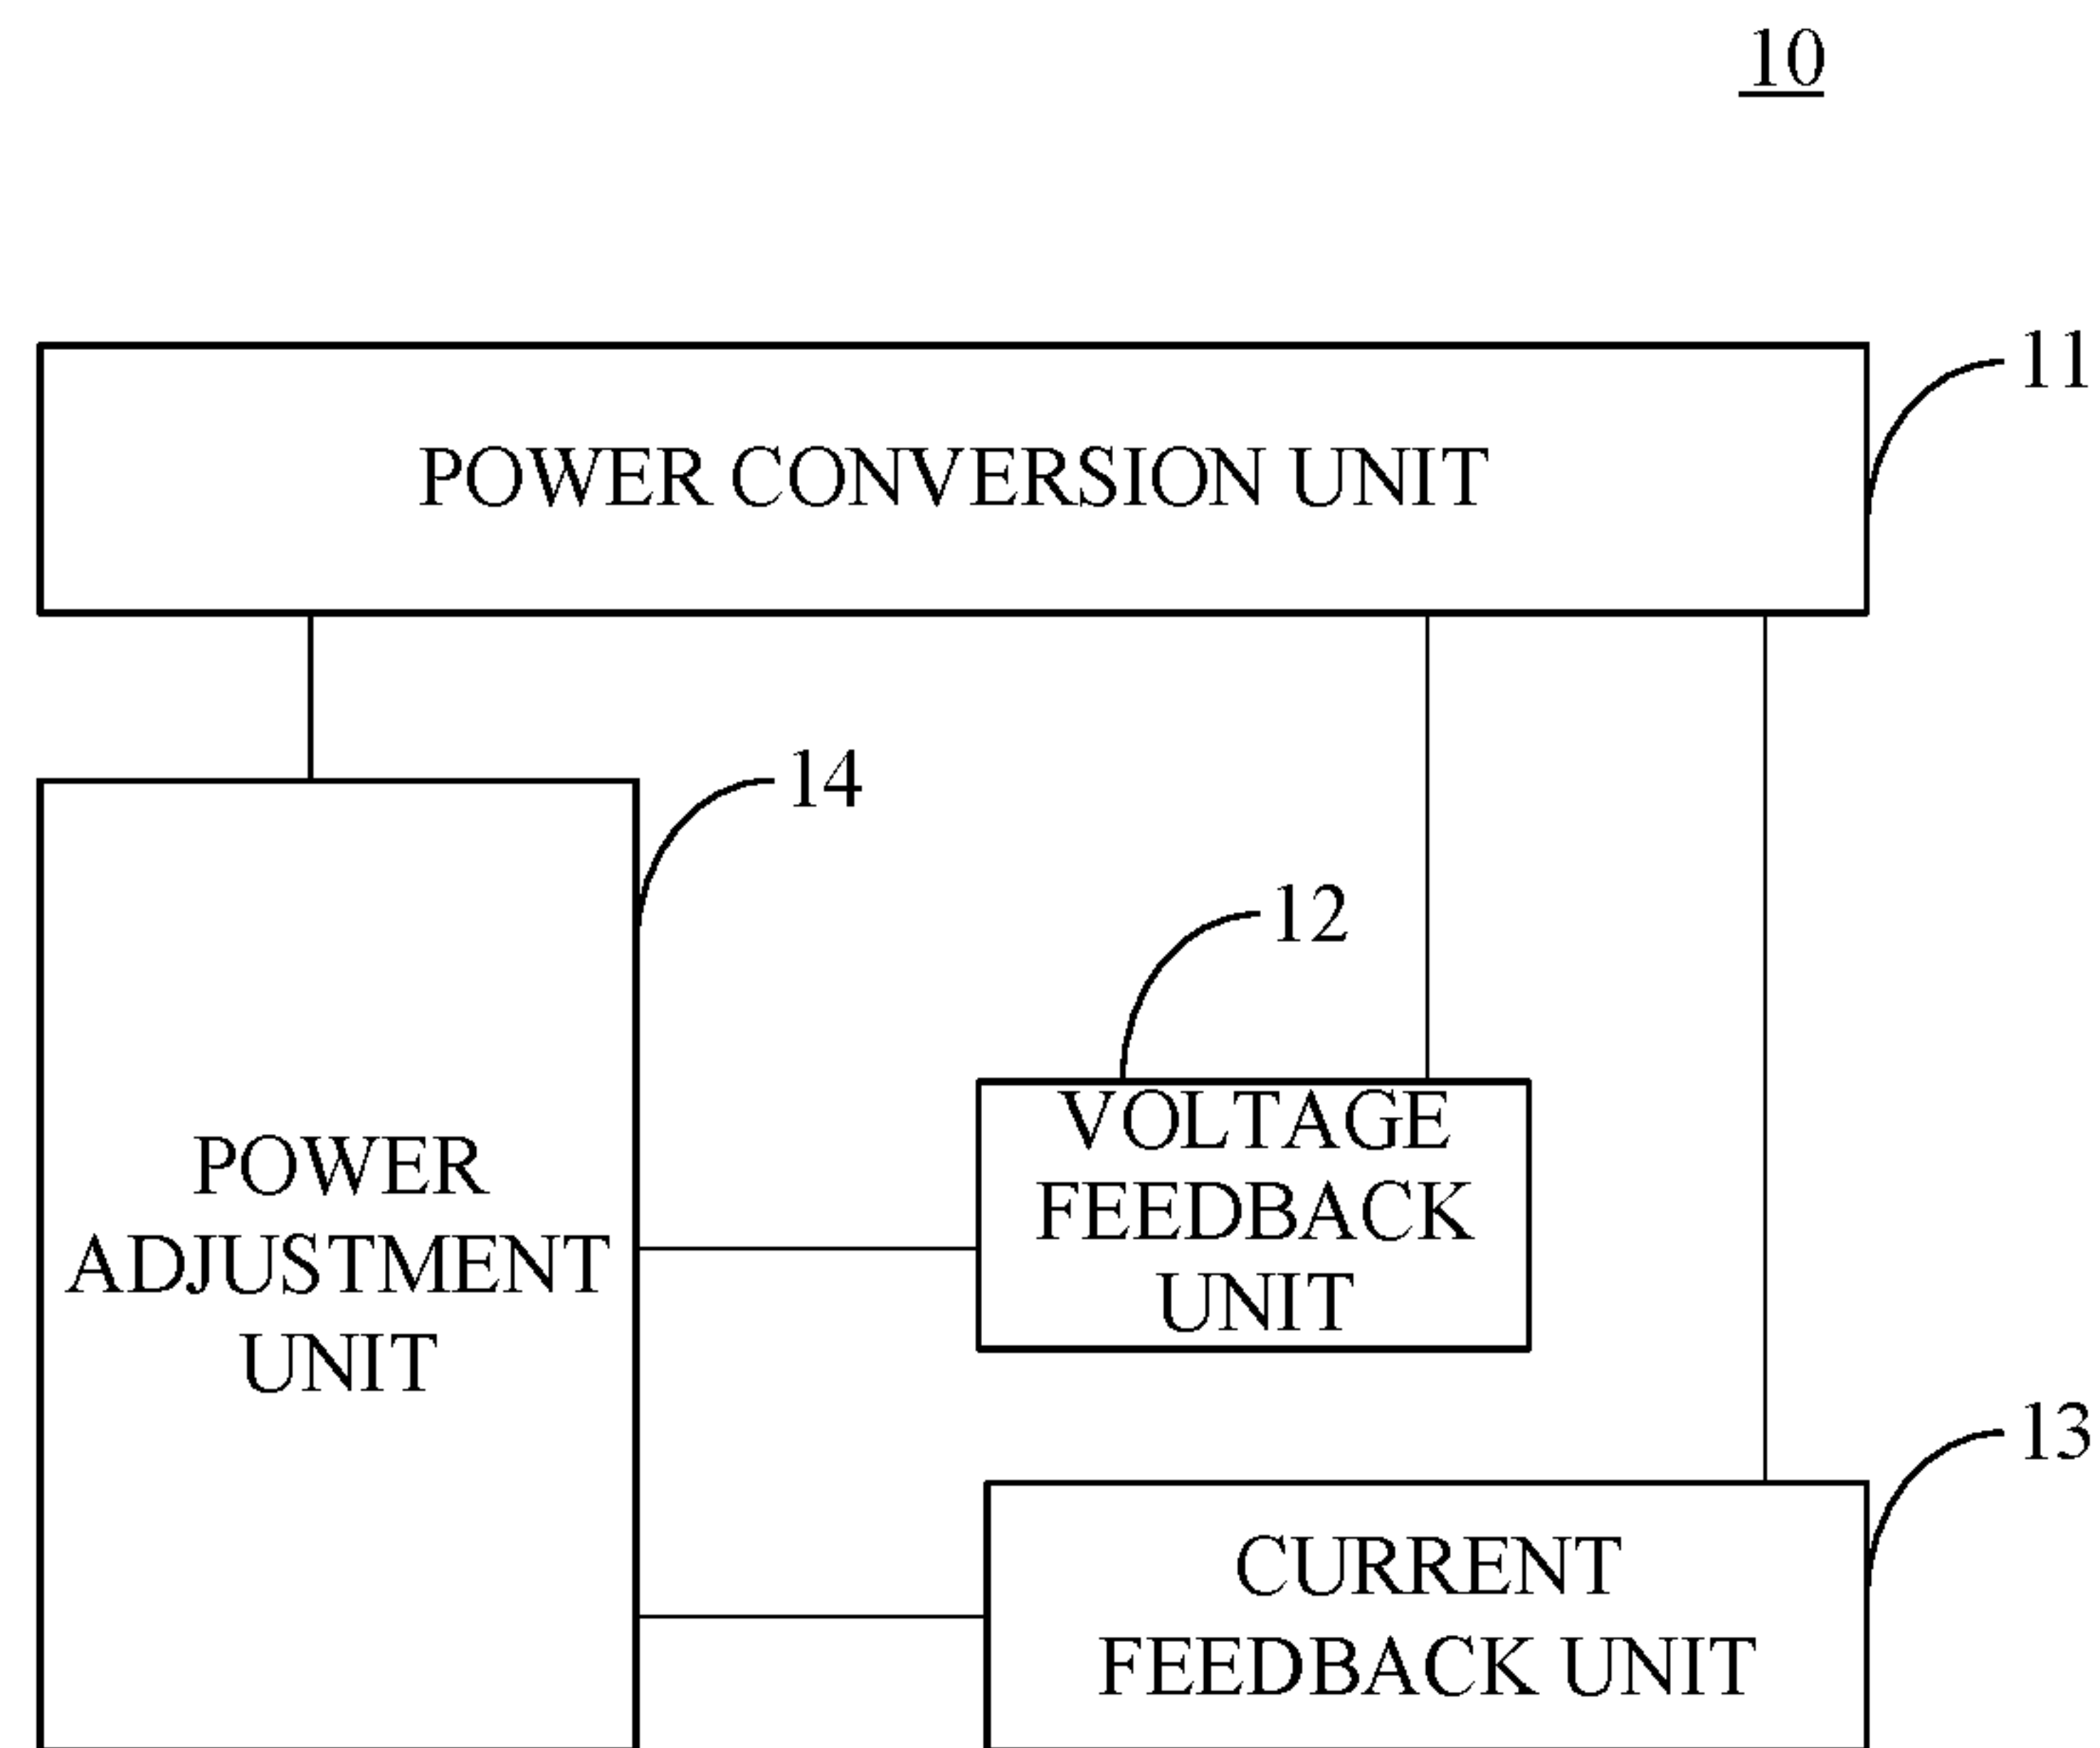 10
11
POWER CONVERSION UNIT
14
12
VOLTAGE
FEEDBACK
UNIT
POWER
ADJUSTMENT
UNIT
13
CURRENT
FEEDBACK UNIT